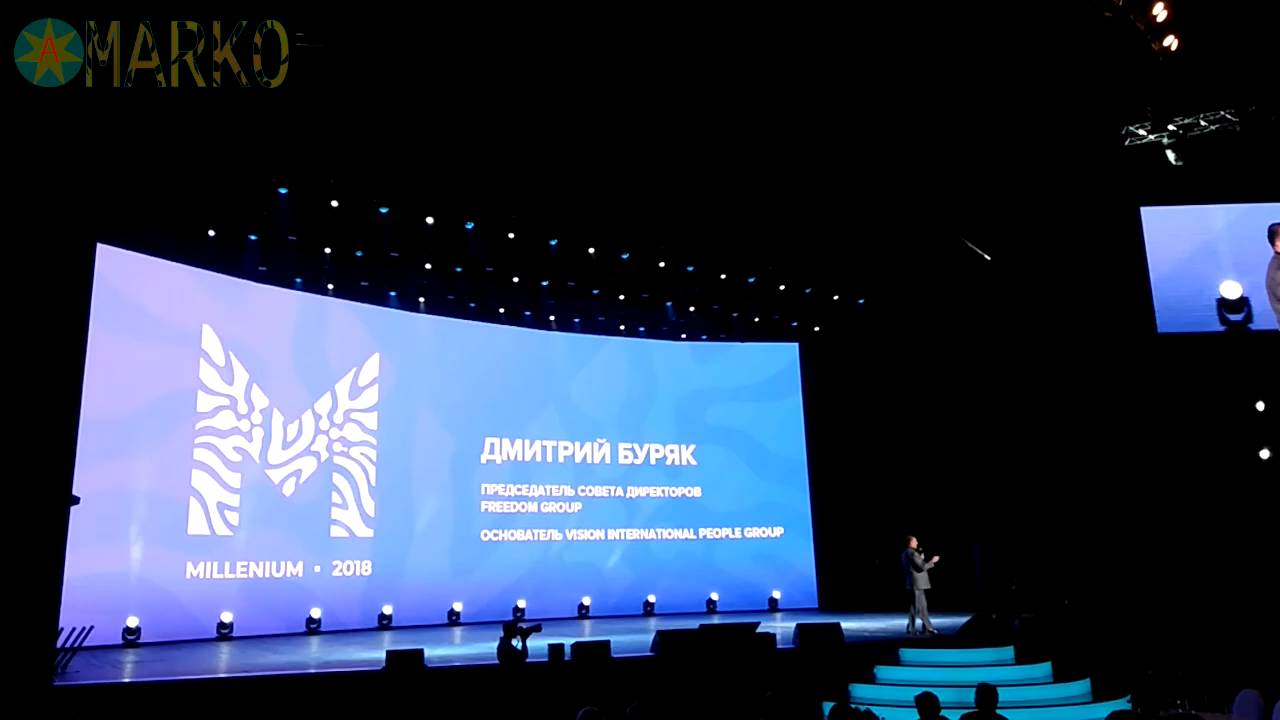 A MARKO
M
ДМИТРИЙ БУРЯК
ПРЕДСЕДАТЕЛЬ СОВЕТА ДИРЕКТОРОВ
FREEDOM GROUP
ОСНОВАТЕЛЬ VISION INTERNATIONAL PEOPLE GROUP
MILLENIUM ▪ 2018